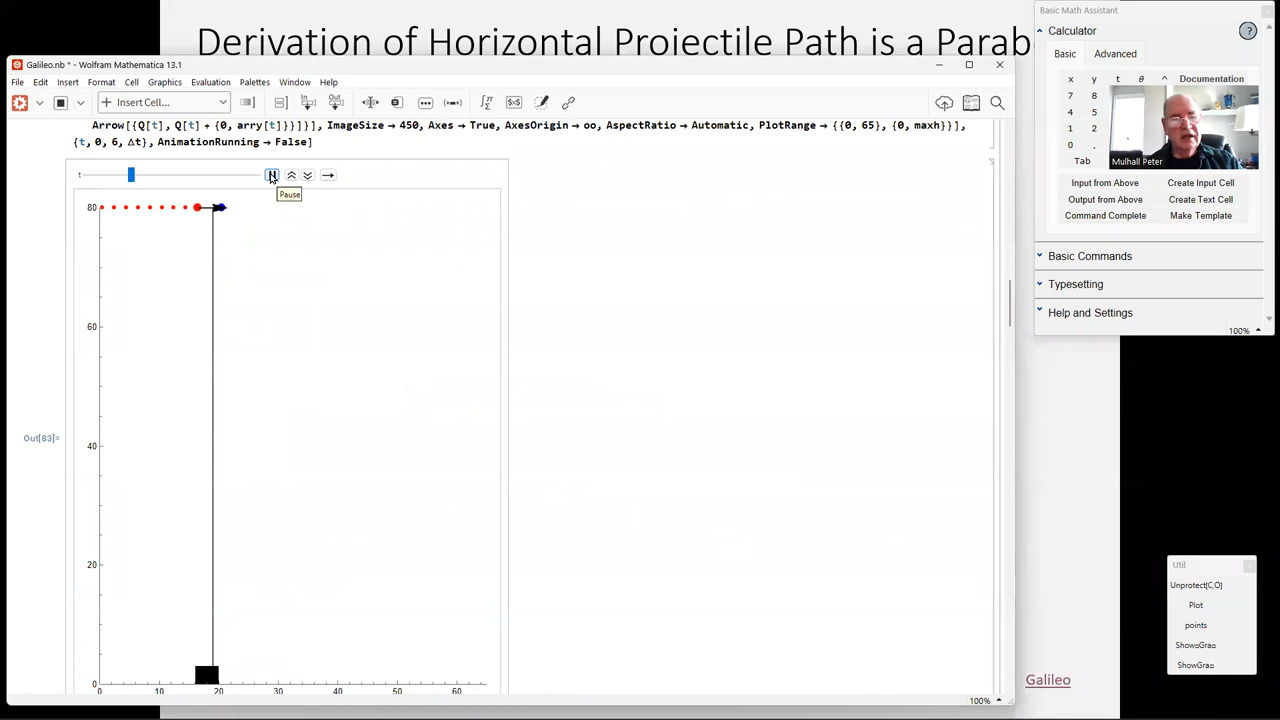 Derivation of Horizontal Projectile Path is a Parab
Galileo.nb * - Wolfram Mathematica 13.1
File Edit Insert Format Cell Graphics Evaluation Palettes Window Help
Insert Cell...
Arrow[{Q[t], Q[t] + {0, arry[t]}}]}], ImageSize → 450, Axes → True, AxesOrigin → oo, AspectRatio → Automatic, PlotRange → {{0, 65}, {0, maxh}}],
{t, 0, 6, Δt}, AnimationRunning → False]
t
Pause
80
60
40
20
0
0 10 20 30 40 50 60
Out[83]=
100%
Basic Math Assistant
Calculator
Basic Advanced
x y t θ ^ Documentation
7 8
4 5
1 2
0 .
Tab
Mulhall Peter
Input from Above Create Input Cell
Output from Above Create Text Cell
Command Complete Make Template
Basic Commands
Typesetting
Help and Settings
100%
Util
Unprotect[C,O]
Plot
points
Show▫Gra▫
ShowGra▫
Galileo